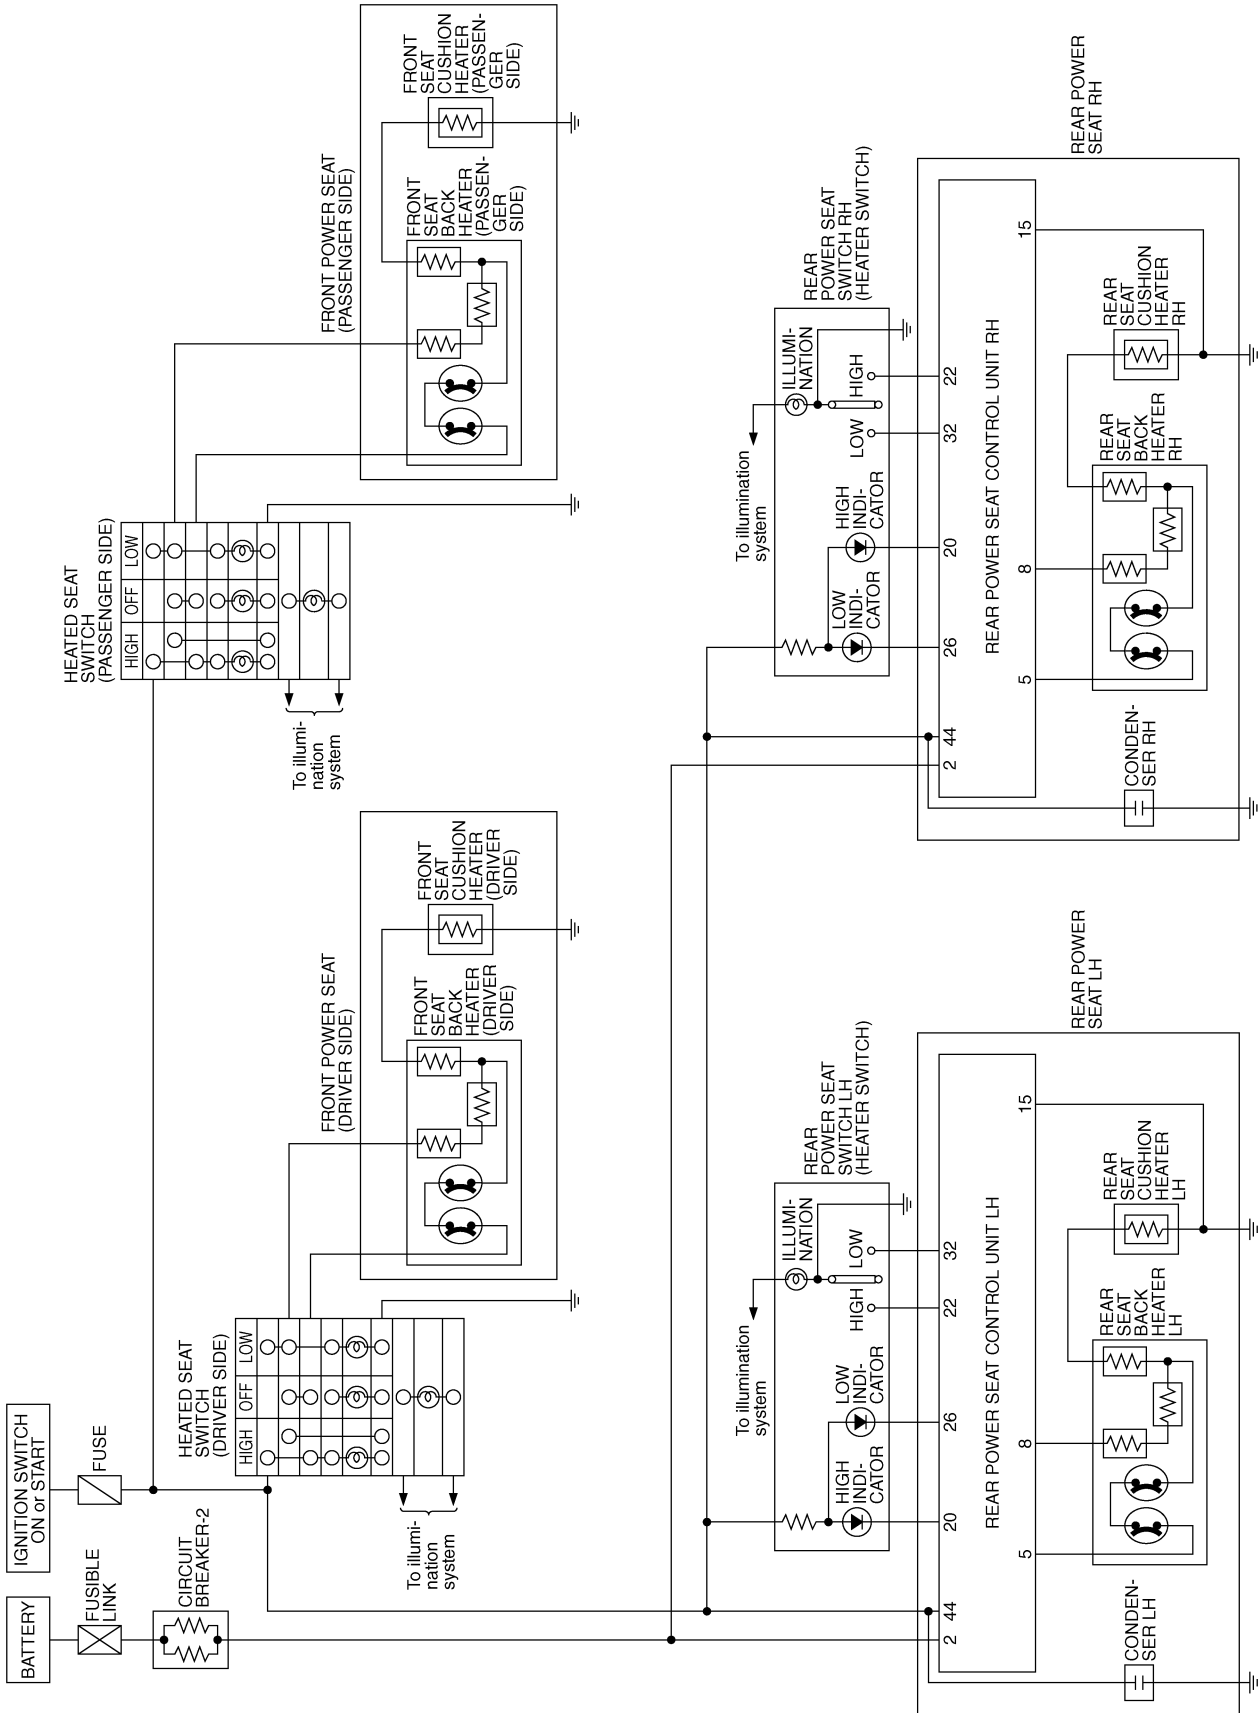 BATTERY
FUSIBLE
LINK
CIRCUIT
BREAKER-2
IGNITION SWITCH
ON or START
FUSE
HEATED SEAT
SWITCH
(DRIVER SIDE)
HIGH
OFF
LOW
To illumi-
nation
system
FRONT POWER SEAT
(DRIVER SIDE)
FRONT
SEAT
BACK
HEATER
(DRIVER
SIDE)
FRONT
SEAT
CUSHION
HEATER
(DRIVER
SIDE)
HEATED SEAT
SWITCH
(PASSENGER SIDE)
HIGH
OFF
LOW
To illumi-
nation
system
FRONT POWER SEAT
(PASSENGER SIDE)
FRONT
SEAT
BACK
HEATER
(PASSEN-
GER
SIDE)
FRONT
SEAT
CUSHION
HEATER
(PASSEN-
GER
SIDE)
To illumination
system
REAR
POWER SEAT
SWITCH LH
(HEATER SWITCH)
HIGH
INDI-
CATOR
LOW
INDI-
CATOR
HIGH
LOW
ILLUMI-
NATION
2
44
20
26
22
32
REAR POWER SEAT CONTROL UNIT LH
5
8
15
CONDEN-
SER LH
REAR
SEAT
BACK
HEATER
LH
REAR
SEAT
CUSHION
HEATER
LH
REAR POWER
SEAT LH
To illumination
system
REAR
POWER SEAT
SWITCH RH
(HEATER SWITCH)
LOW
INDI-
CATOR
HIGH
INDI-
CATOR
LOW
HIGH
ILLUMI-
NATION
2
44
26
20
32
22
REAR POWER SEAT CONTROL UNIT RH
5
8
15
CONDEN-
SER RH
REAR
SEAT
BACK
HEATER
RH
REAR
SEAT
CUSHION
HEATER
RH
REAR POWER
SEAT RH